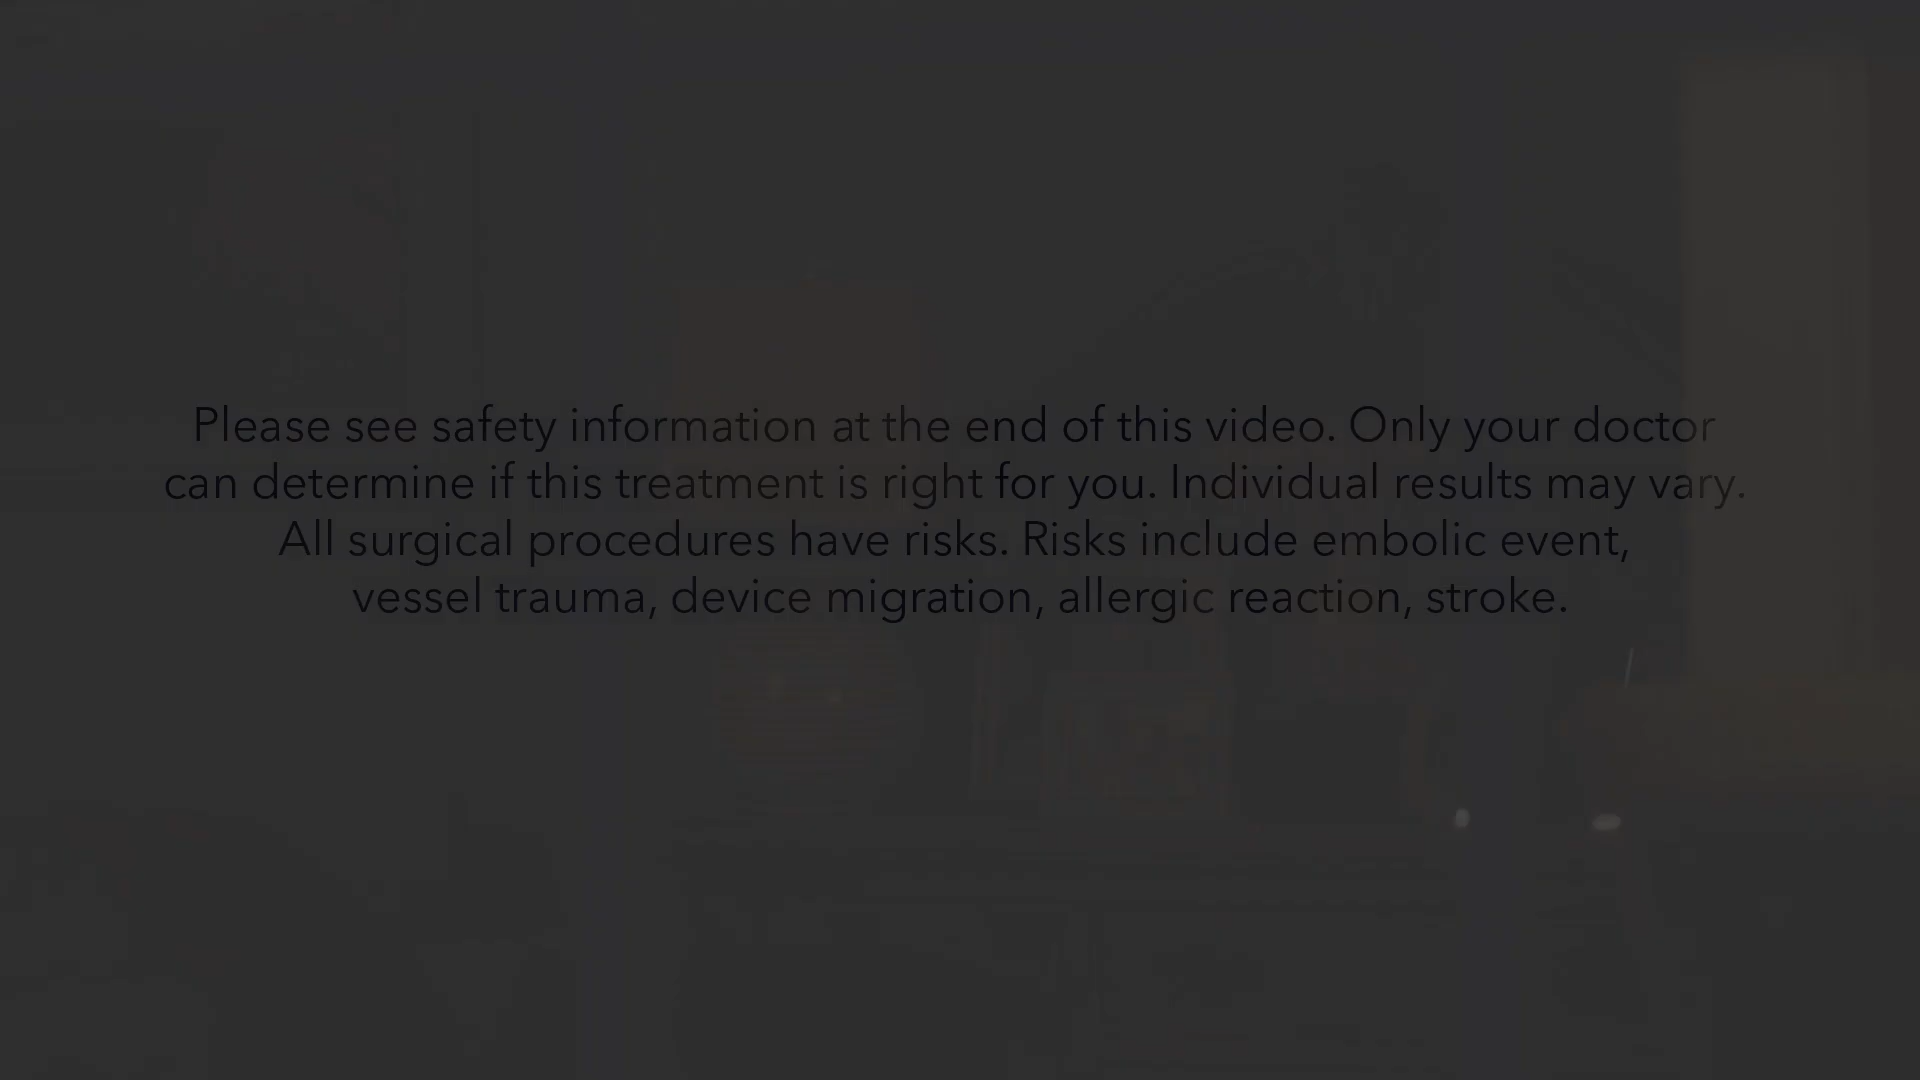 Please see safety information at the end of this video. Only your doctor
can determine if this treatment is right for you. Individual results may vary.
All surgical procedures have risks. Risks include embolic event,
vessel trauma, device migration, allergic reaction, stroke.